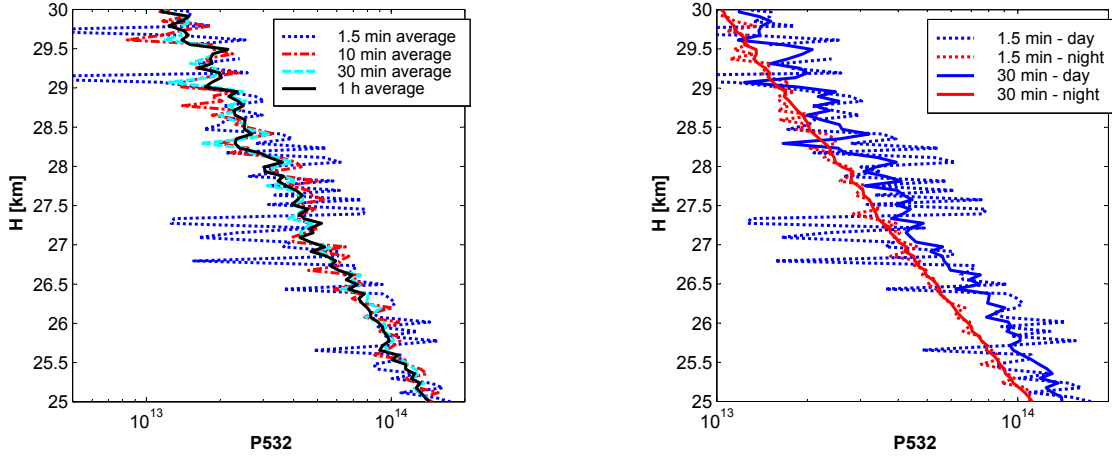 30
29.5
29
28.5
28
27.5
27
26.5
26
25.5
25
H [km]
10^13
10^14
P532
1.5 min average
10 min average
30 min average
1 h average
30
29.5
29
28.5
28
27.5
27
26.5
26
25.5
25
H [km]
10^13
10^14
P532
1.5 min - day
1.5 min - night
30 min - day
30 min - night